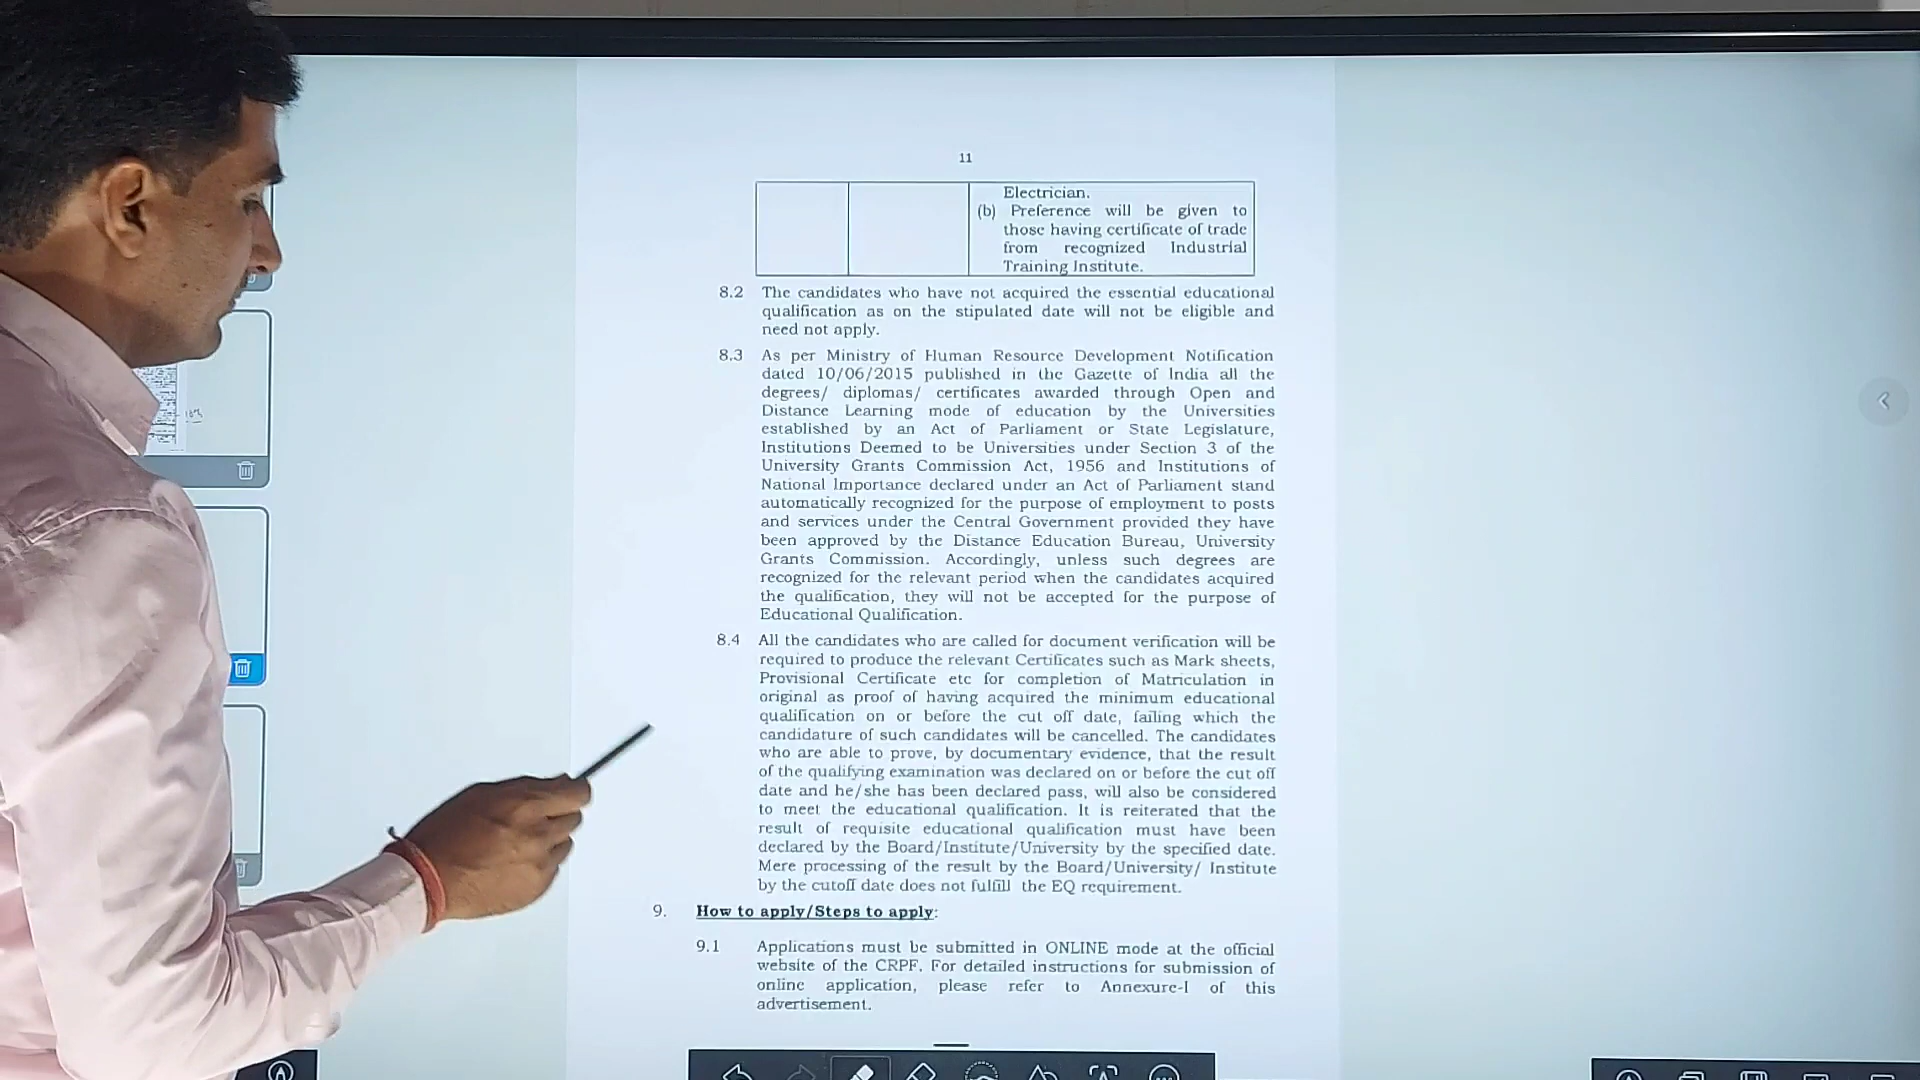 11
Electrician.
(b) Preference will be given to
those having certificate of trade
from recognized Industrial
Training Institute.
8.2 The candidates who have not acquired the essential educational
qualification as on the stipulated date will not be eligible and
need not apply.
8.3 As per Ministry of Human Resource Development Notification
dated 10/06/2015 published in the Gazette of India all the
degrees/ diplomas/ certificates awarded through Open and
Distance Learning mode of education by the Universities
established by an Act of Parliament or State Legislature,
Institutions Deemed to be Universities under Section 3 of the
University Grants Commission Act, 1956 and Institutions of
National Importance declared under an Act of Parliament stand
automatically recognized for the purpose of employment to posts
and services under the Central Government provided they have
been approved by the Distance Education Bureau, University
Grants Commission. Accordingly, unless such degrees are
recognized for the relevant period when the candidates acquired
the qualification, they will not be accepted for the purpose of
Educational Qualification.
8.4 All the candidates who are called for document verification will be
required to produce the relevant Certificates such as Mark sheets,
Provisional Certificate etc for completion of Matriculation in
original as proof of having acquired the minimum educational
qualification on or before the cut off date, failing which the
candidature of such candidates will be cancelled. The candidates
who are able to prove, by documentary evidence, that the result
of the qualifying examination was declared on or before the cut off
date and he/she has been declared pass, will also be considered
to meet the educational qualification. It is reiterated that the
result of requisite educational qualification must have been
declared by the Board/Institute/University by the specified date.
Mere processing of the result by the Board/University/ Institute
by the cutoff date does not fulfill the EQ requirement.
9. How to apply/Steps to apply:
9.1 Applications must be submitted in ONLINE mode at the official
website of the CRPF. For detailed instructions for submission of
online application, please refer to Annexure-I of this
advertisement.